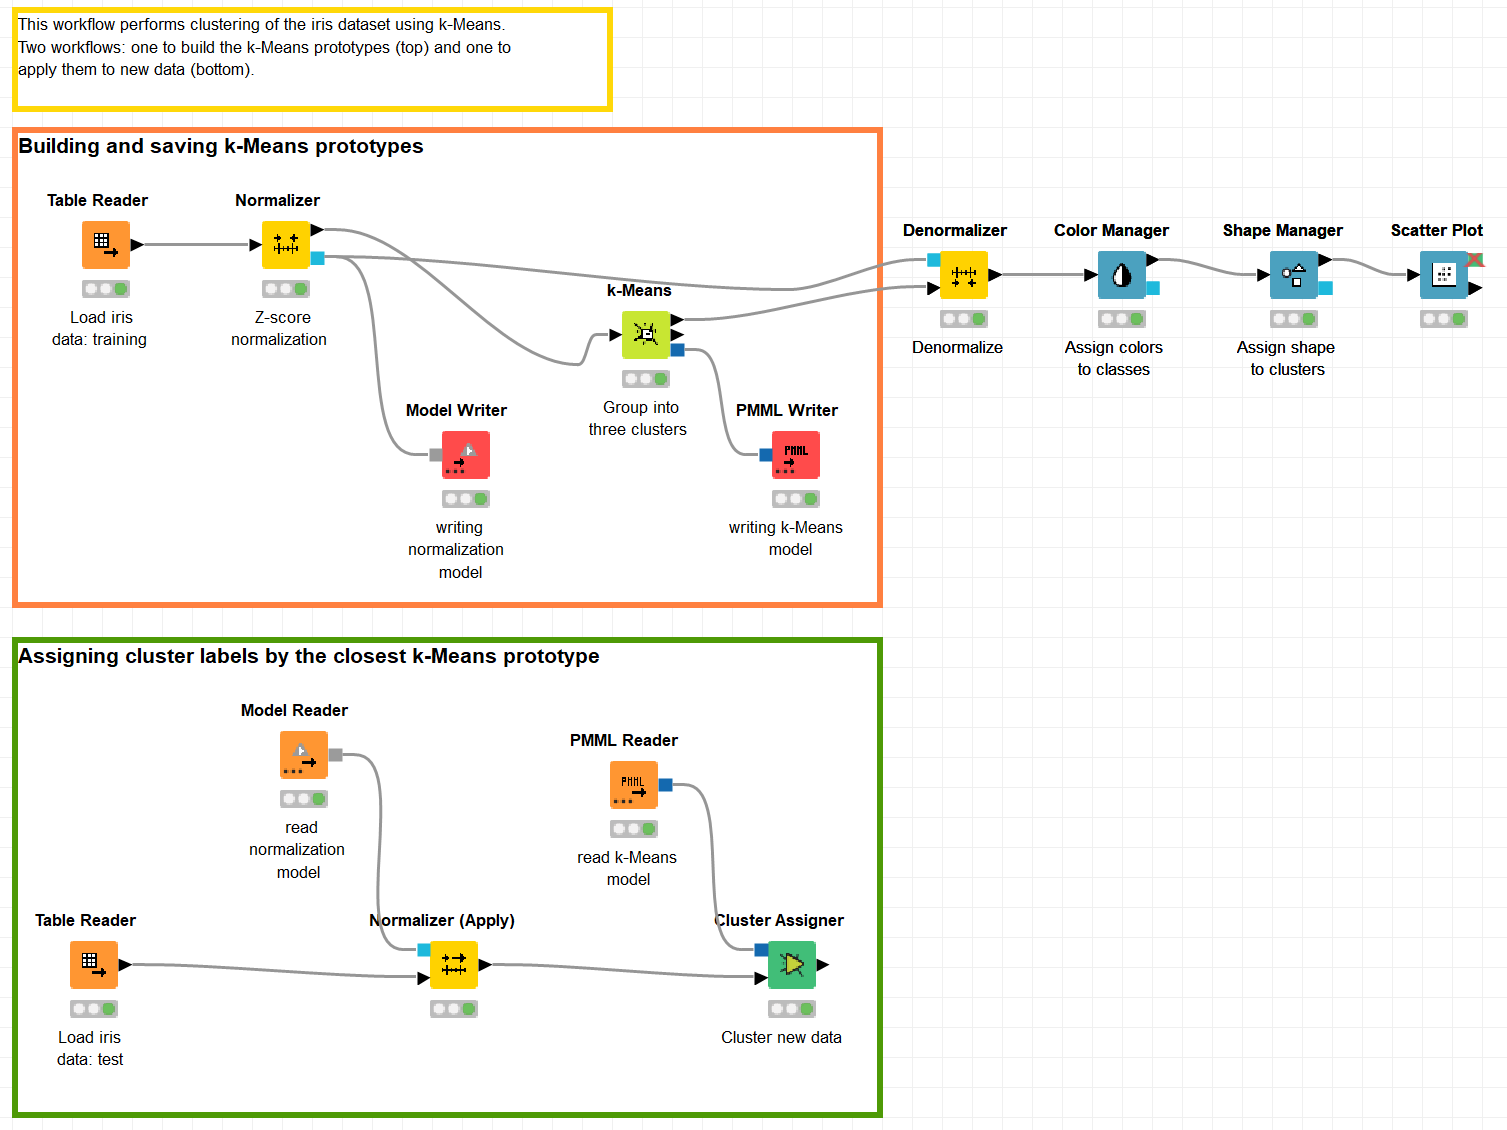 This workflow performs clustering of the iris dataset using k-Means.
Two workflows: one to build the k-Means prototypes (top) and one to
apply them to new data (bottom).
Building and saving k-Means prototypes
Table Reader
Load iris
data: training
Normalizer
Z-score
normalization
k-Means
Group into
three clusters
Model Writer
writing
normalization
model
PMML Writer
PMML
writing k-Means
model
Denormalizer
Denormalize
Color Manager
Assign colors
to classes
Shape Manager
Assign shape
to clusters
Scatter Plot
Assigning cluster labels by the closest k-Means prototype
Model Reader
read
normalization
model
PMML Reader
PMML
read k-Means
model
Table Reader
Load iris
data: test
Normalizer (Apply)
Cluster Assigner
Cluster new data